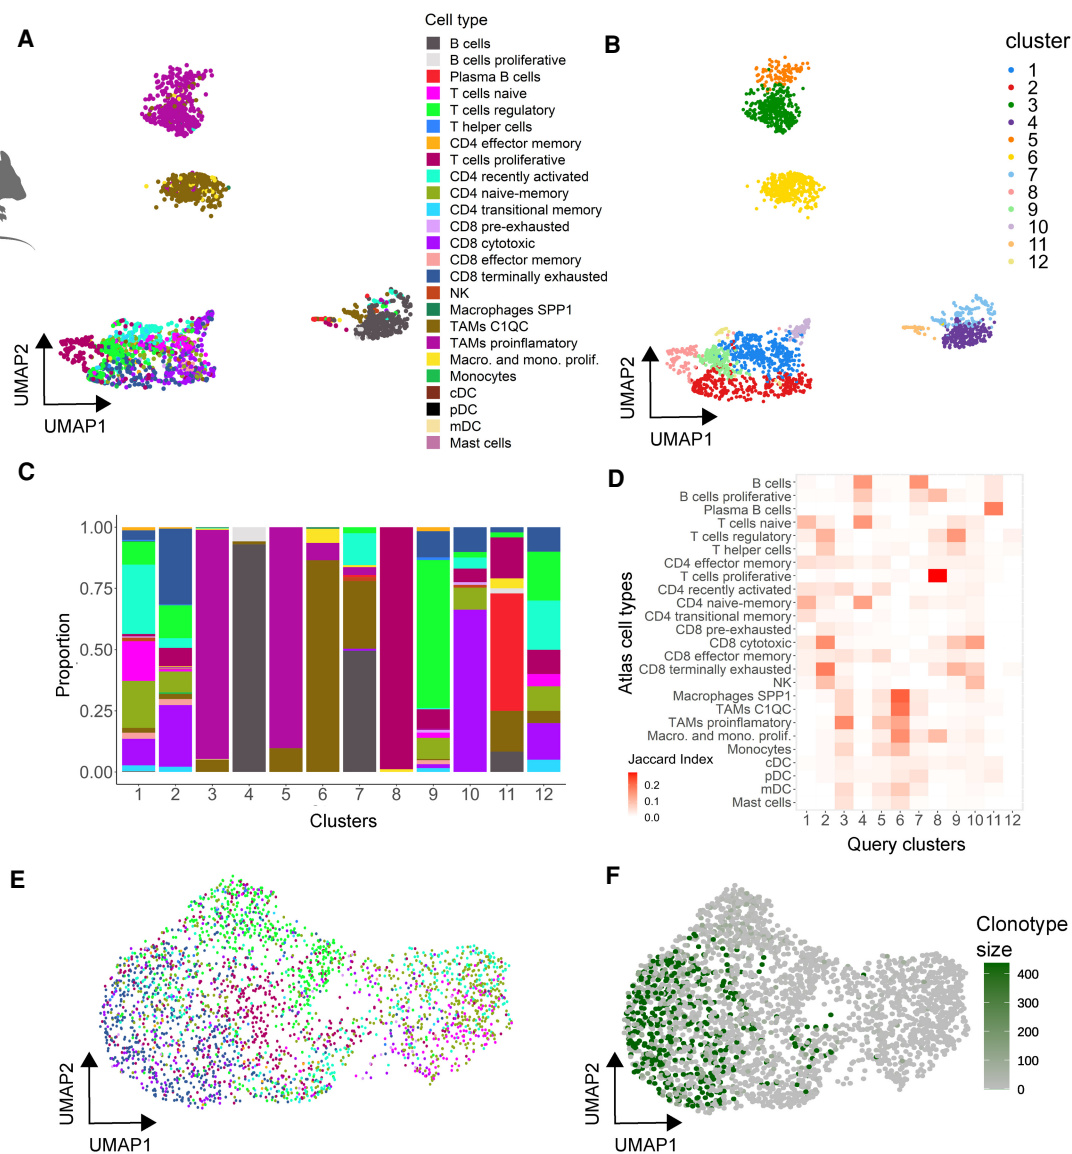 A
Cell type
B cells
B cells proliferative
Plasma B cells
T cells naive
T cells regulatory
T helper cells
CD4 effector memory
T cells proliferative
CD4 recently activated
CD4 naive-memory
CD4 transitional memory
CD8 pre-exhausted
CD8 cytotoxic
CD8 effector memory
CD8 terminally exhausted
NK
Macrophages SPP1
TAMs C1QC
TAMs proinflamatory
Macro. and mono. prolif.
Monocytes
cDC
pDC
mDC
Mast cells
UMAP2
UMAP1
B
cluster
1
2
3
4
5
6
7
8
9
10
11
12
UMAP2
UMAP1
C
Proportion
1.00
0.75
0.50
0.25
0.00
1 2 3 4 5 6 7 8 9 10 11 12
Clusters
D
Atlas cell types
B cells
B cells proliferative
Plasma B cells
T cells naive
T cells regulatory
T helper cells
CD4 effector memory
T cells proliferative
CD4 recently activated
CD4 naive-memory
CD4 transitional memory
CD8 pre-exhausted
CD8 cytotoxic
CD8 effector memory
CD8 terminally exhausted
NK
Macrophages SPP1
TAMs C1QC
TAMs proinflamatory
Macro. and mono. prolif.
Monocytes
cDC
pDC
mDC
Mast cells
Jaccard Index
0.2
0.1
0.0
1 2 3 4 5 6 7 8 9 10 11 12
Query clusters
E
UMAP2
UMAP1
F
Clonotype
size
400
300
200
100
0
UMAP2
UMAP1